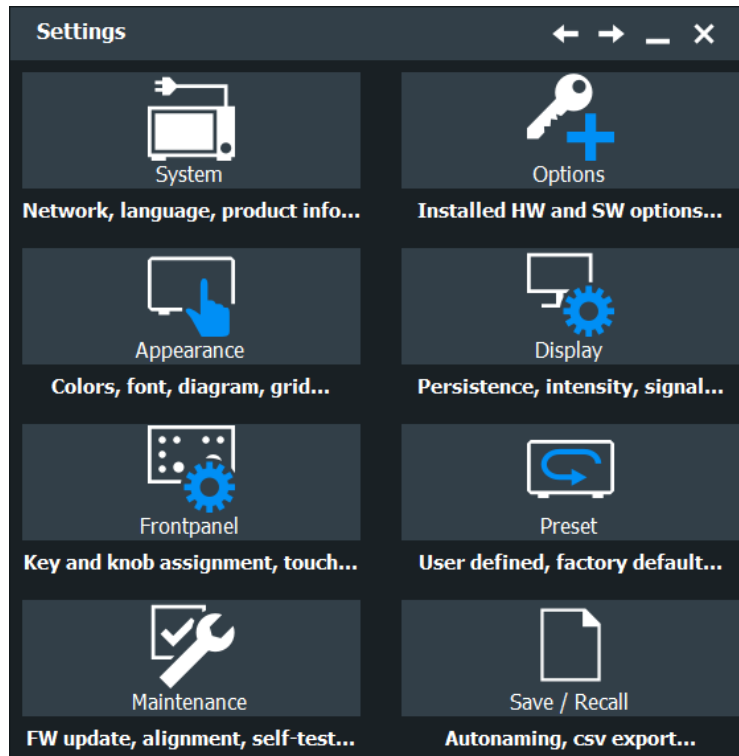 Settings
System
Options
Network, language, product info...
Installed HW and SW options...
Appearance
Display
Colors, font, diagram, grid...
Persistence, intensity, signal...
Frontpanel
Preset
Key and knob assignment, touch...
User defined, factory default...
Maintenance
Save / Recall
FW update, alignment, self-test...
Autonaming, csv export...